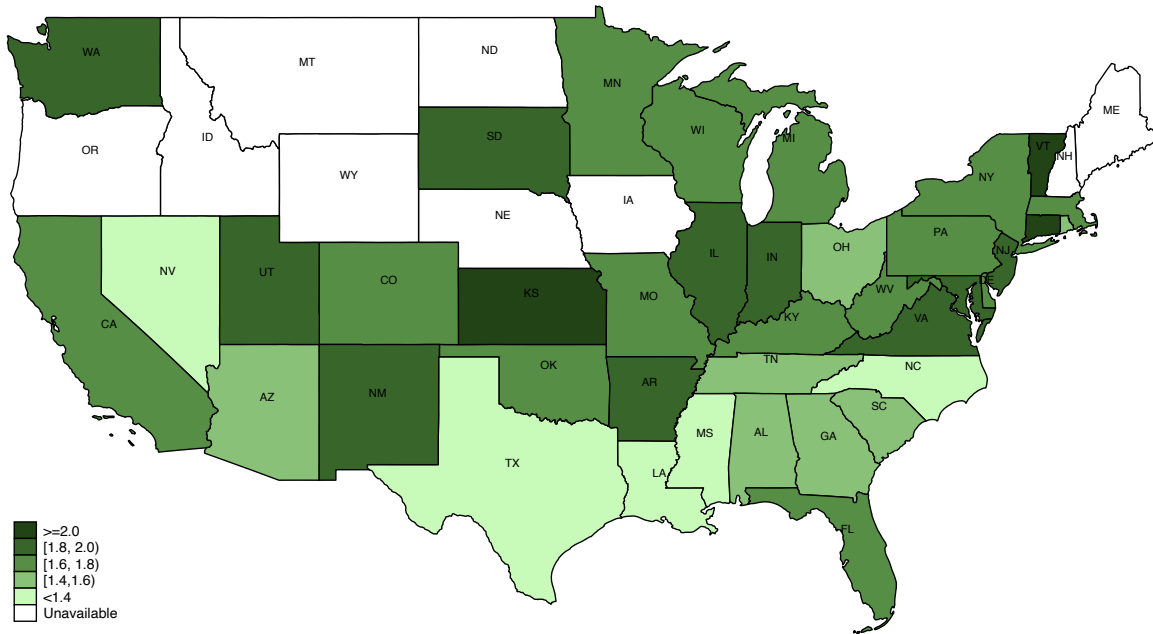 WA
MT
ND
MN
ME
OR
ID
SD
WI
MI
VT
NH
NY
WY
NE
IA
PA
NV
UT
CO
KS
MO
IL
IN
OH
NJ
DE
WV
VA
CA
KY
AZ
NM
OK
AR
TN
NC
SC
TX
LA
MS
AL
GA
FL
>=2.0
[1.8, 2.0)
[1.6, 1.8)
[1.4,1.6)
<1.4
Unavailable